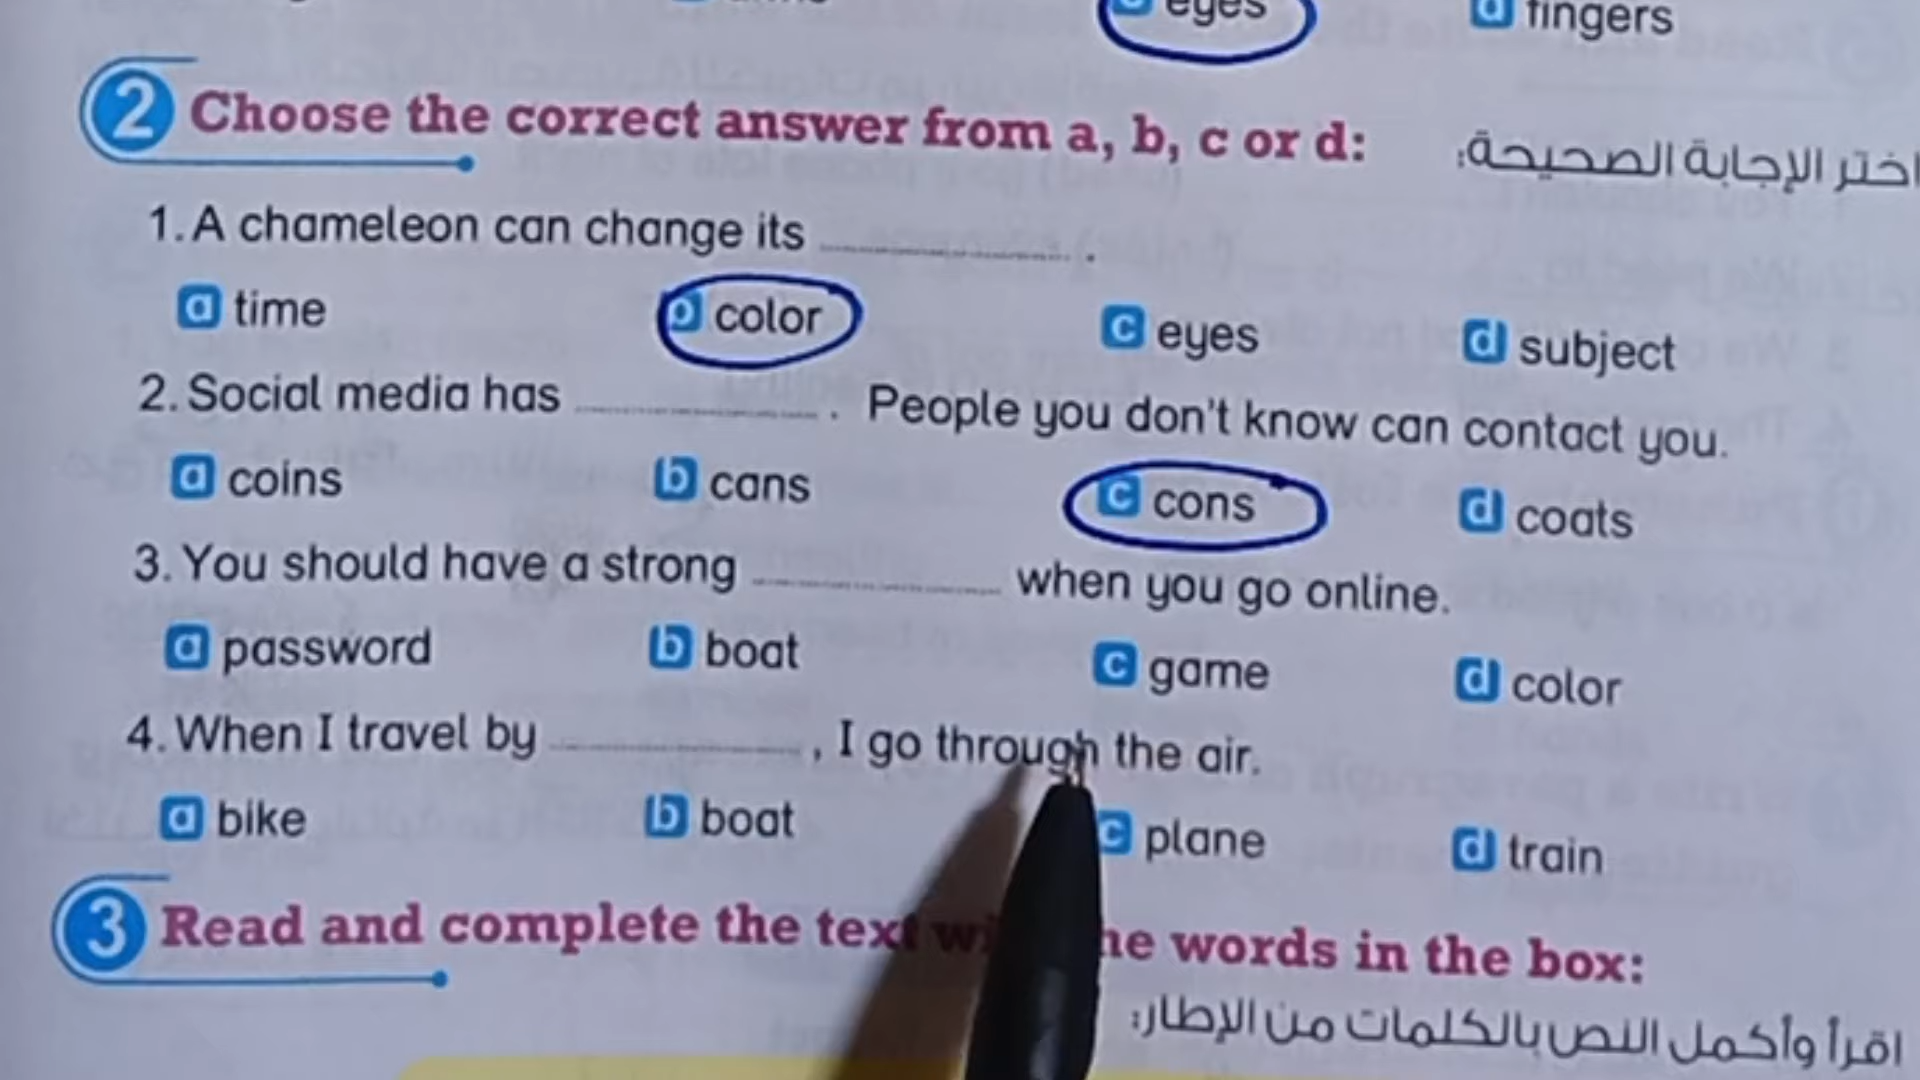 eyes d fingers
2 Choose the correct answer from a, b, c or d: اختر الإجابة الصحيحة:
1. A chameleon can change its .................... .
a time b color c eyes d subject
2. Social media has .................... . People you don't know can contact you.
a coins b cans c cons d coats
3. You should have a strong .................... when you go online.
a password b boat c game d color
4. When I travel by .................... , I go through the air.
a bike b boat c plane d train
3 Read and complete the text words in the box:
اقرأ وأكمل النص بالكلمات من الإطار: